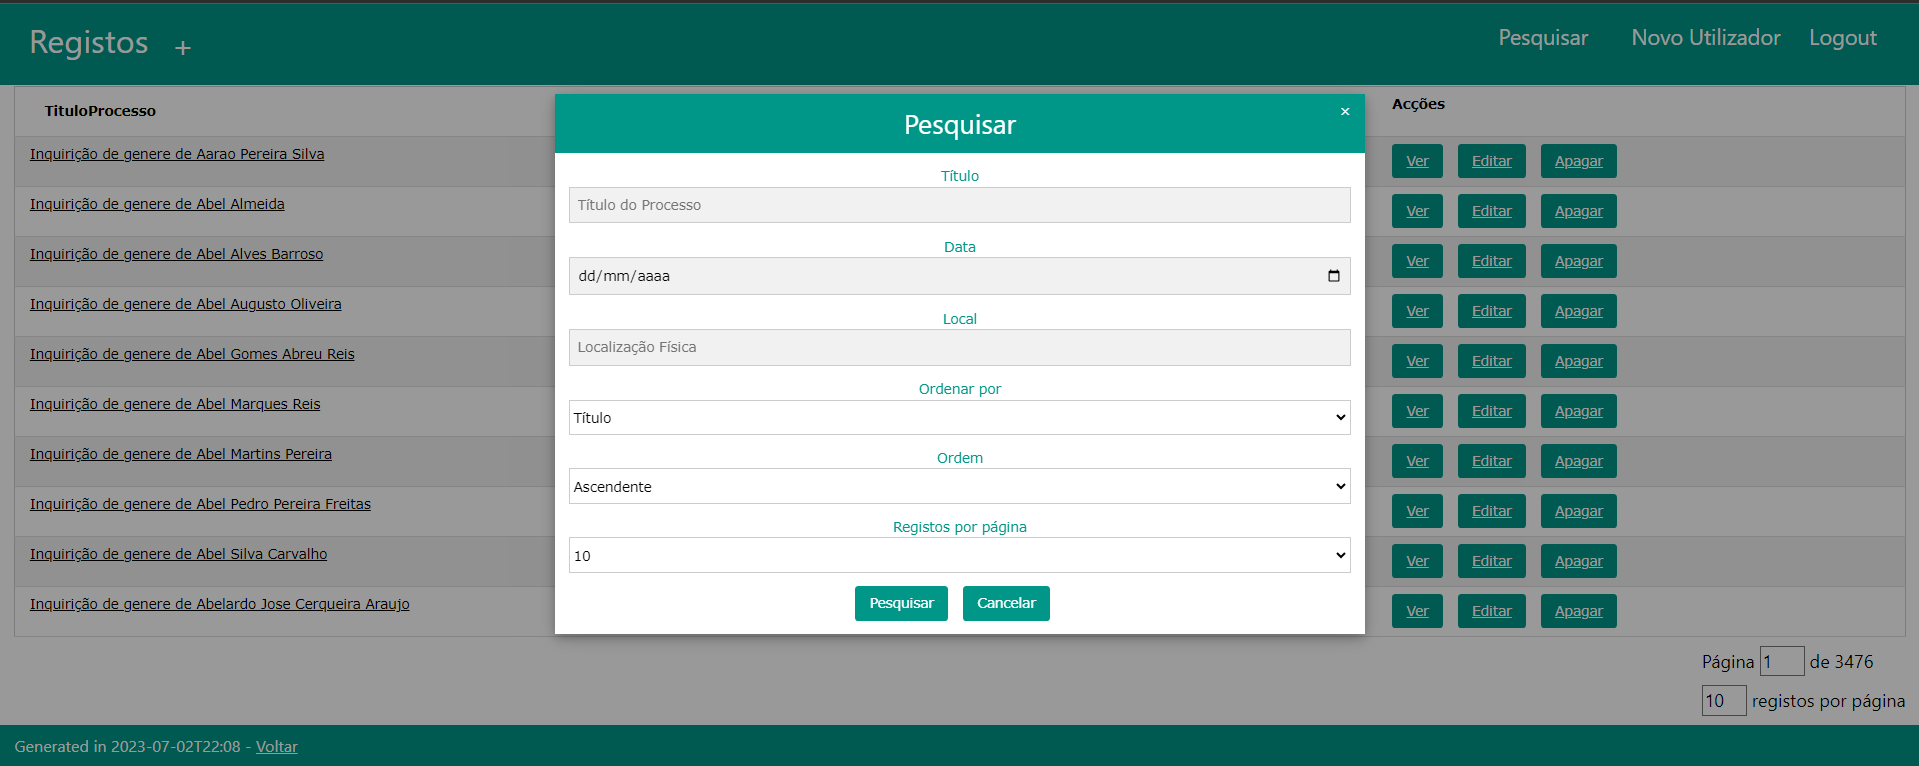 Registos +
Pesquisar Novo Utilizador Logout
TituloProcesso
Acções
Inquirição de genere de Aarao Pereira Silva
Ver Editar Apagar
Inquirição de genere de Abel Almeida
Ver Editar Apagar
Inquirição de genere de Abel Alves Barroso
Ver Editar Apagar
Inquirição de genere de Abel Augusto Oliveira
Ver Editar Apagar
Inquirição de genere de Abel Gomes Abreu Reis
Ver Editar Apagar
Inquirição de genere de Abel Marques Reis
Ver Editar Apagar
Inquirição de genere de Abel Martins Pereira
Ver Editar Apagar
Inquirição de genere de Abel Pedro Pereira Freitas
Ver Editar Apagar
Inquirição de genere de Abel Silva Carvalho
Ver Editar Apagar
Inquirição de genere de Abelardo Jose Cerqueira Araujo
Ver Editar Apagar
Pesquisar
×
Título
Título do Processo
Data
dd/mm/aaaa
Local
Localização Física
Ordenar por
Título
Ordem
Ascendente
Registos por página
10
Pesquisar Cancelar
Página 1 de 3476
10 registos por página
Generated in 2023-07-02T22:08 - Voltar